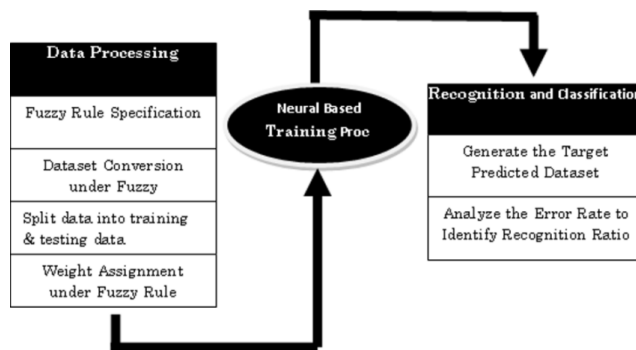 Data Processing
Fuzzy Rule Specification
Dataset Conversion
under Fuzzy
Split data into training
& testing data
Weight Assignment
under Fuzzy Rule
Neural Based
Training Proc
Recognition and Classification
Generate the Target
Predicted Dataset
Analyze the Error Rate to
Identify Recognition Ratio